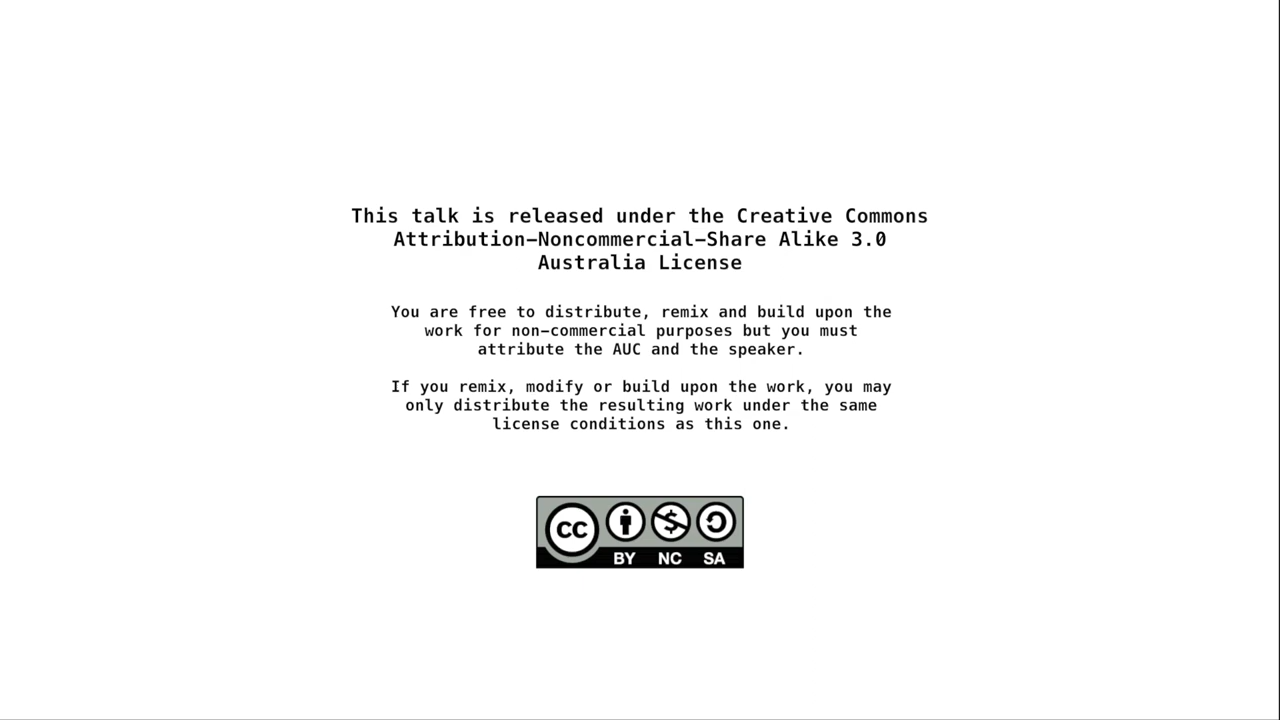 This talk is released under the Creative Commons
Attribution–Noncommercial–Share Alike 3.0
Australia License
You are free to distribute, remix and build upon the
work for non–commercial purposes but you must
attribute the AUC and the speaker.
If you remix, modify or build upon the work, you may
only distribute the resulting work under the same
license conditions as this one.
CC
BY NC SA